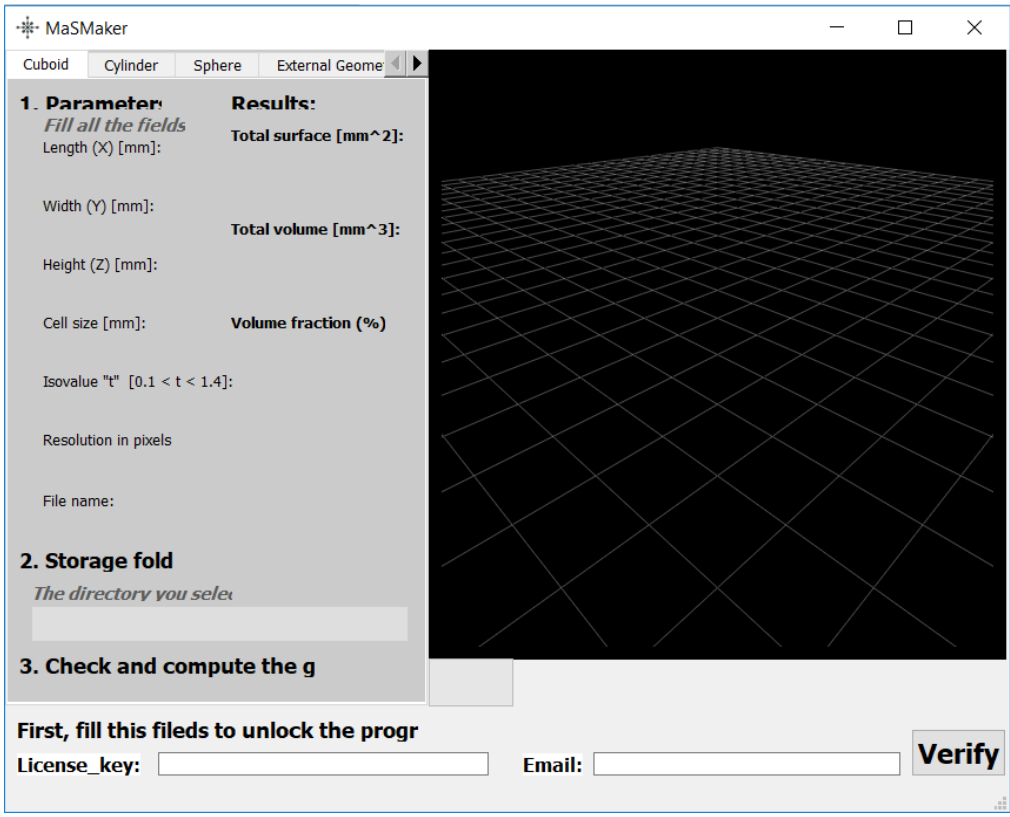 MaSMaker
Cuboid Cylinder Sphere External Geome
1. Parameter
Fill all the fields
Length (X) [mm]:
Width (Y) [mm]:
Height (Z) [mm]:
Cell size [mm]:
Isovalue "t" [0.1 < t < 1.4]:
Resolution in pixels
File name:
Results:
Total surface [mm^2]:
Total volume [mm^3]:
Volume fraction (%)
2. Storage fold
The directory you selec
3. Check and compute the g
First, fill this fileds to unlock the progr
License_key:
Email:
Verify